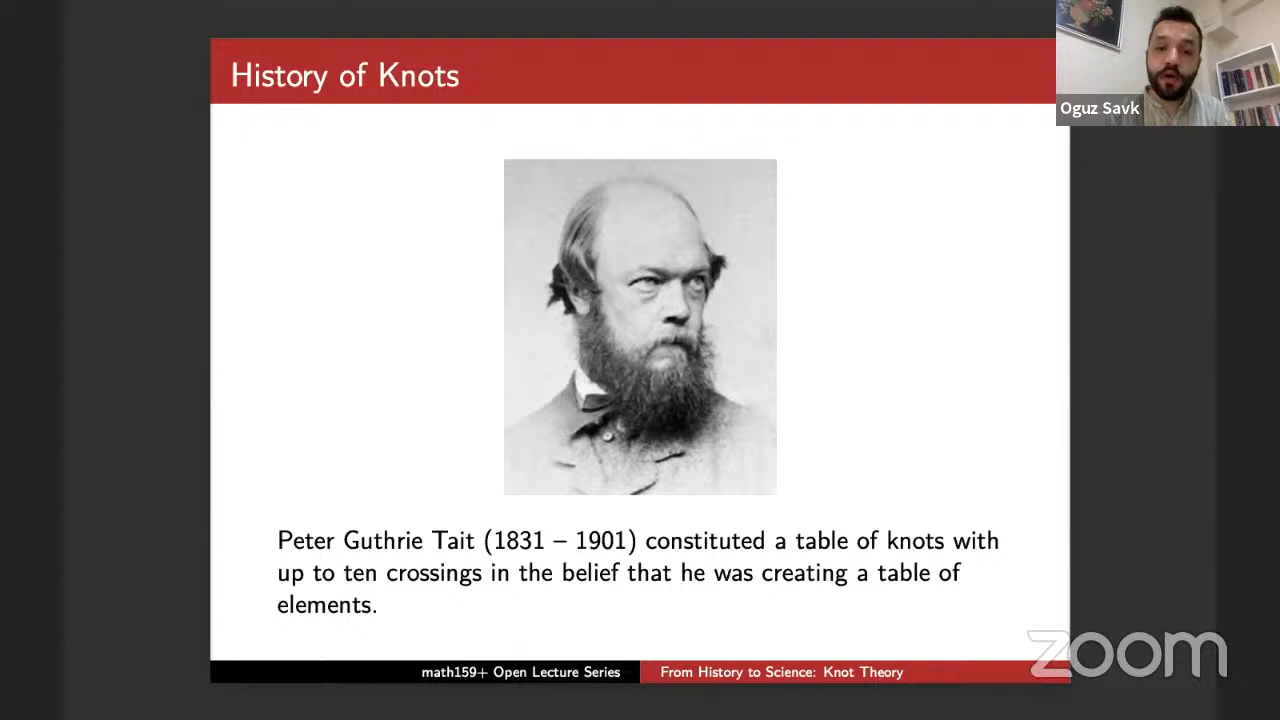 History of Knots
Oguz Savk
Peter Guthrie Tait (1831 – 1901) constituted a table of knots with
up to ten crossings in the belief that he was creating a table of
elements.
math159+ Open Lecture Series
From History to Science: Knot Theory
zoom